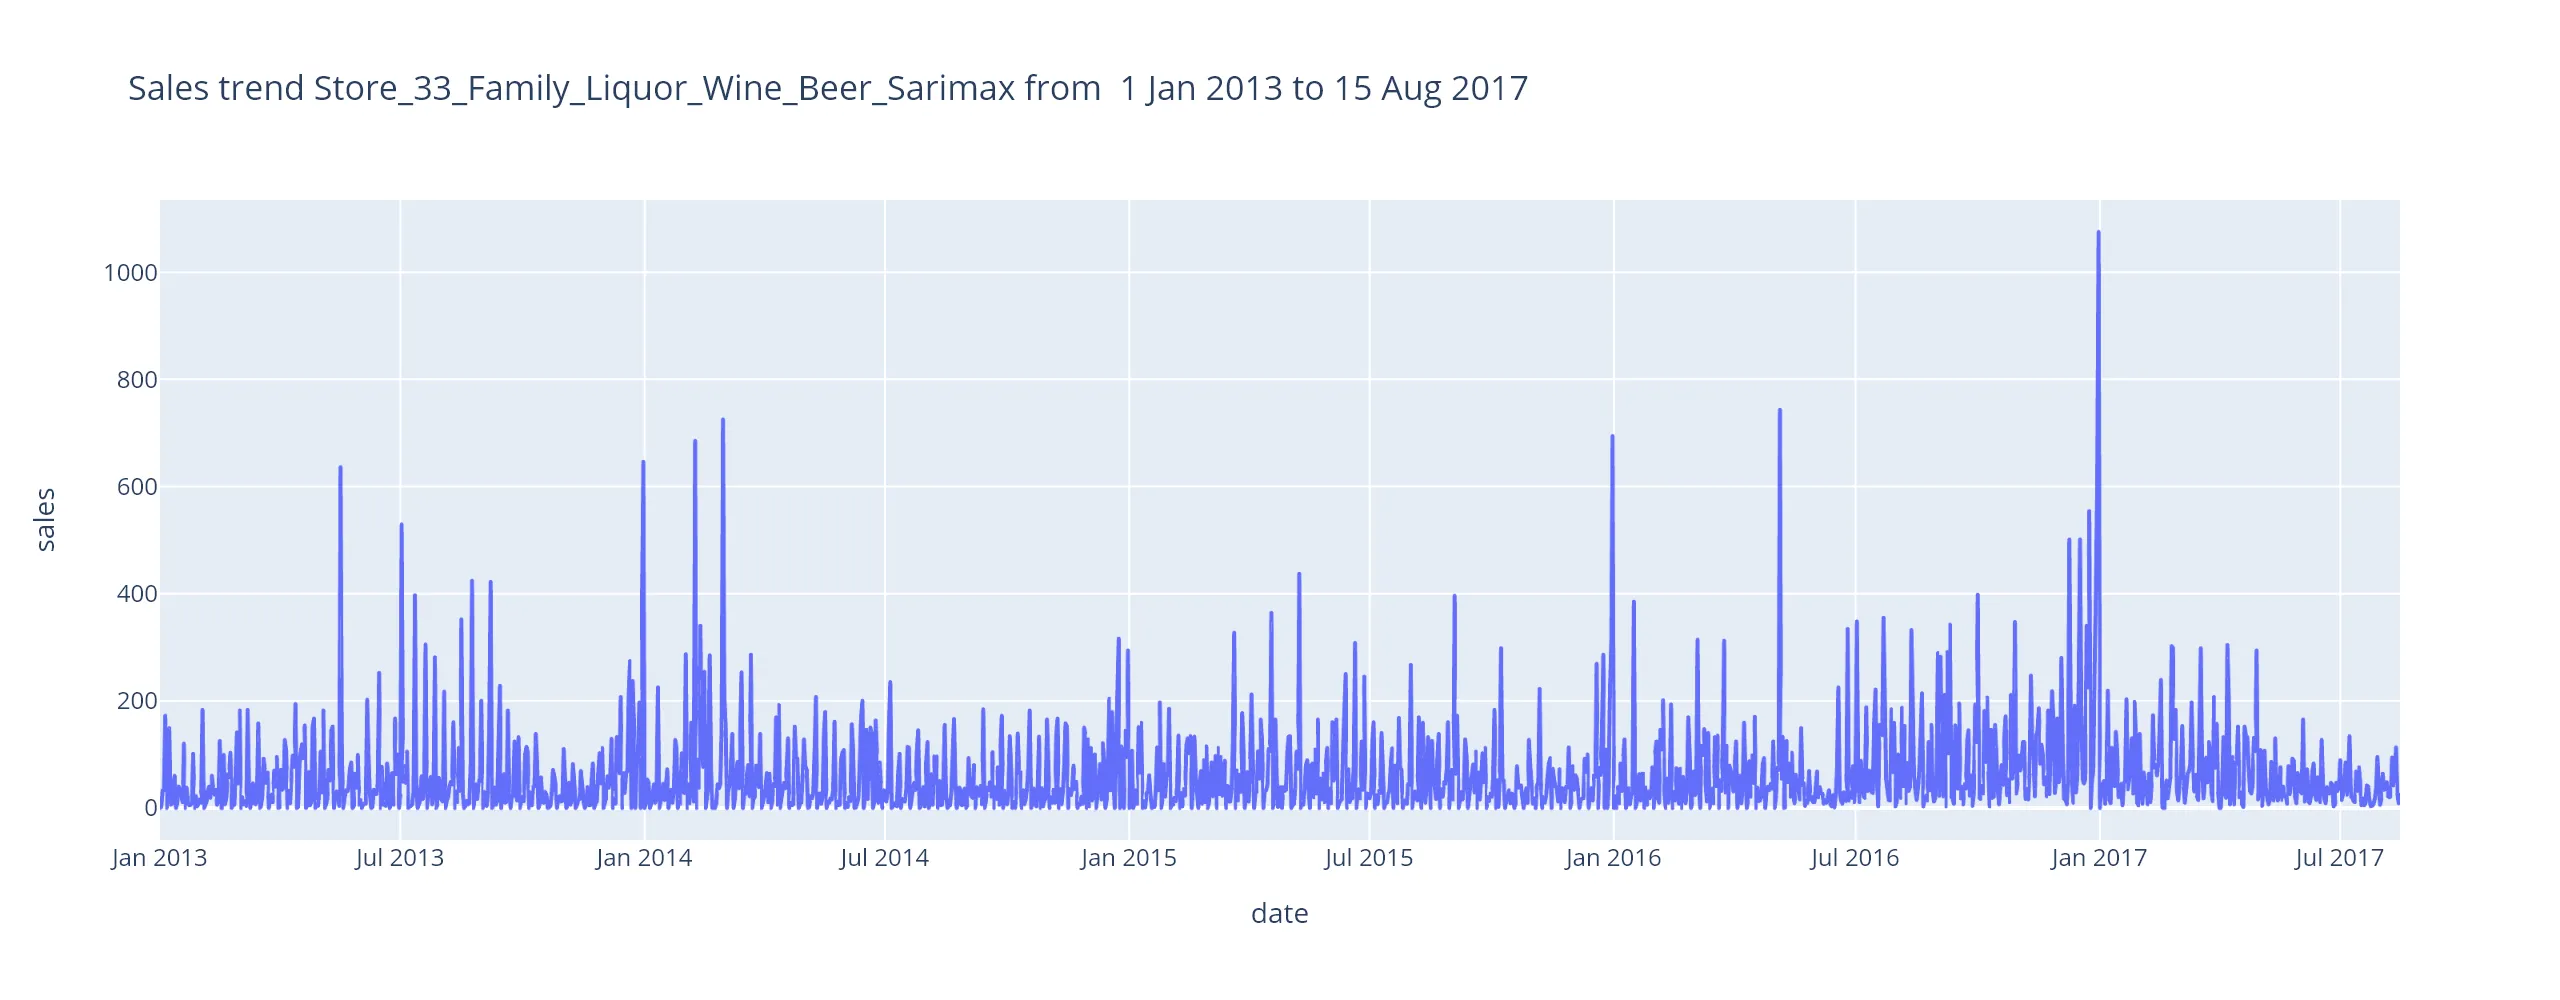 Sales trend Store_33_Family_Liquor_Wine_Beer_Sarimax from  1 Jan 2013 to 15 Aug 2017
1000
800
600
400
200
0
sales
Jan 2013 Jul 2013 Jan 2014 Jul 2014 Jan 2015 Jul 2015 Jan 2016 Jul 2016 Jan 2017 Jul 2017
date